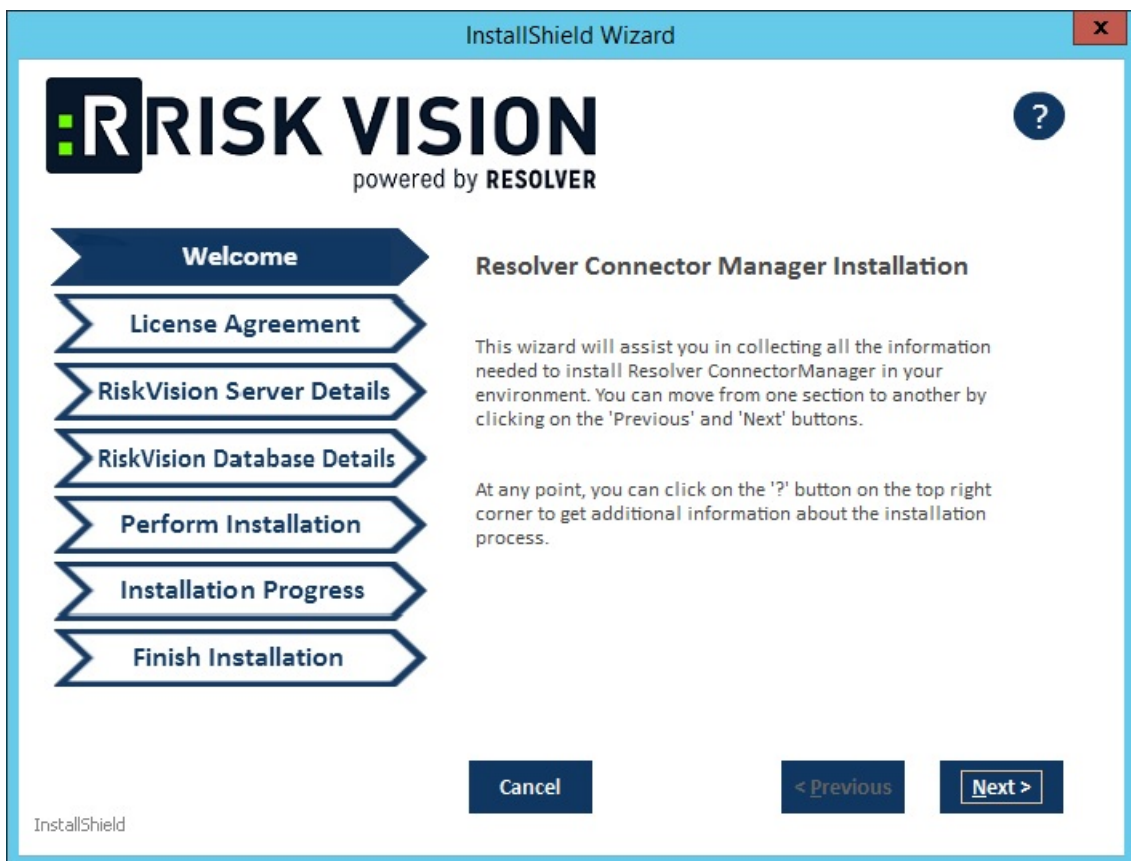 InstallShield Wizard
x
:R RISK VISION
powered by RESOLVER
?
Welcome
License Agreement
RiskVision Server Details
RiskVision Database Details
Perform Installation
Installation Progress
Finish Installation
Resolver Connector Manager Installation
This wizard will assist you in collecting all the information
needed to install Resolver ConnectorManager in your
environment. You can move from one section to another by
clicking on the 'Previous' and 'Next' buttons.
At any point, you can click on the '?' button on the top right
corner to get additional information about the installation
process.
Cancel
< Previous
Next >
InstallShield